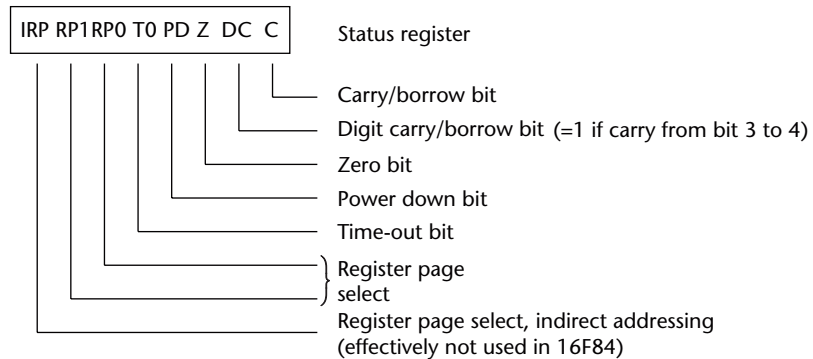 IRP RP1 RP0 T0 PD Z DC C
Status register
Carry/borrow bit
Digit carry/borrow bit (=1 if carry from bit 3 to 4)
Zero bit
Power down bit
Time-out bit
Register page
select
Register page select, indirect addressing
(effectively not used in 16F84)